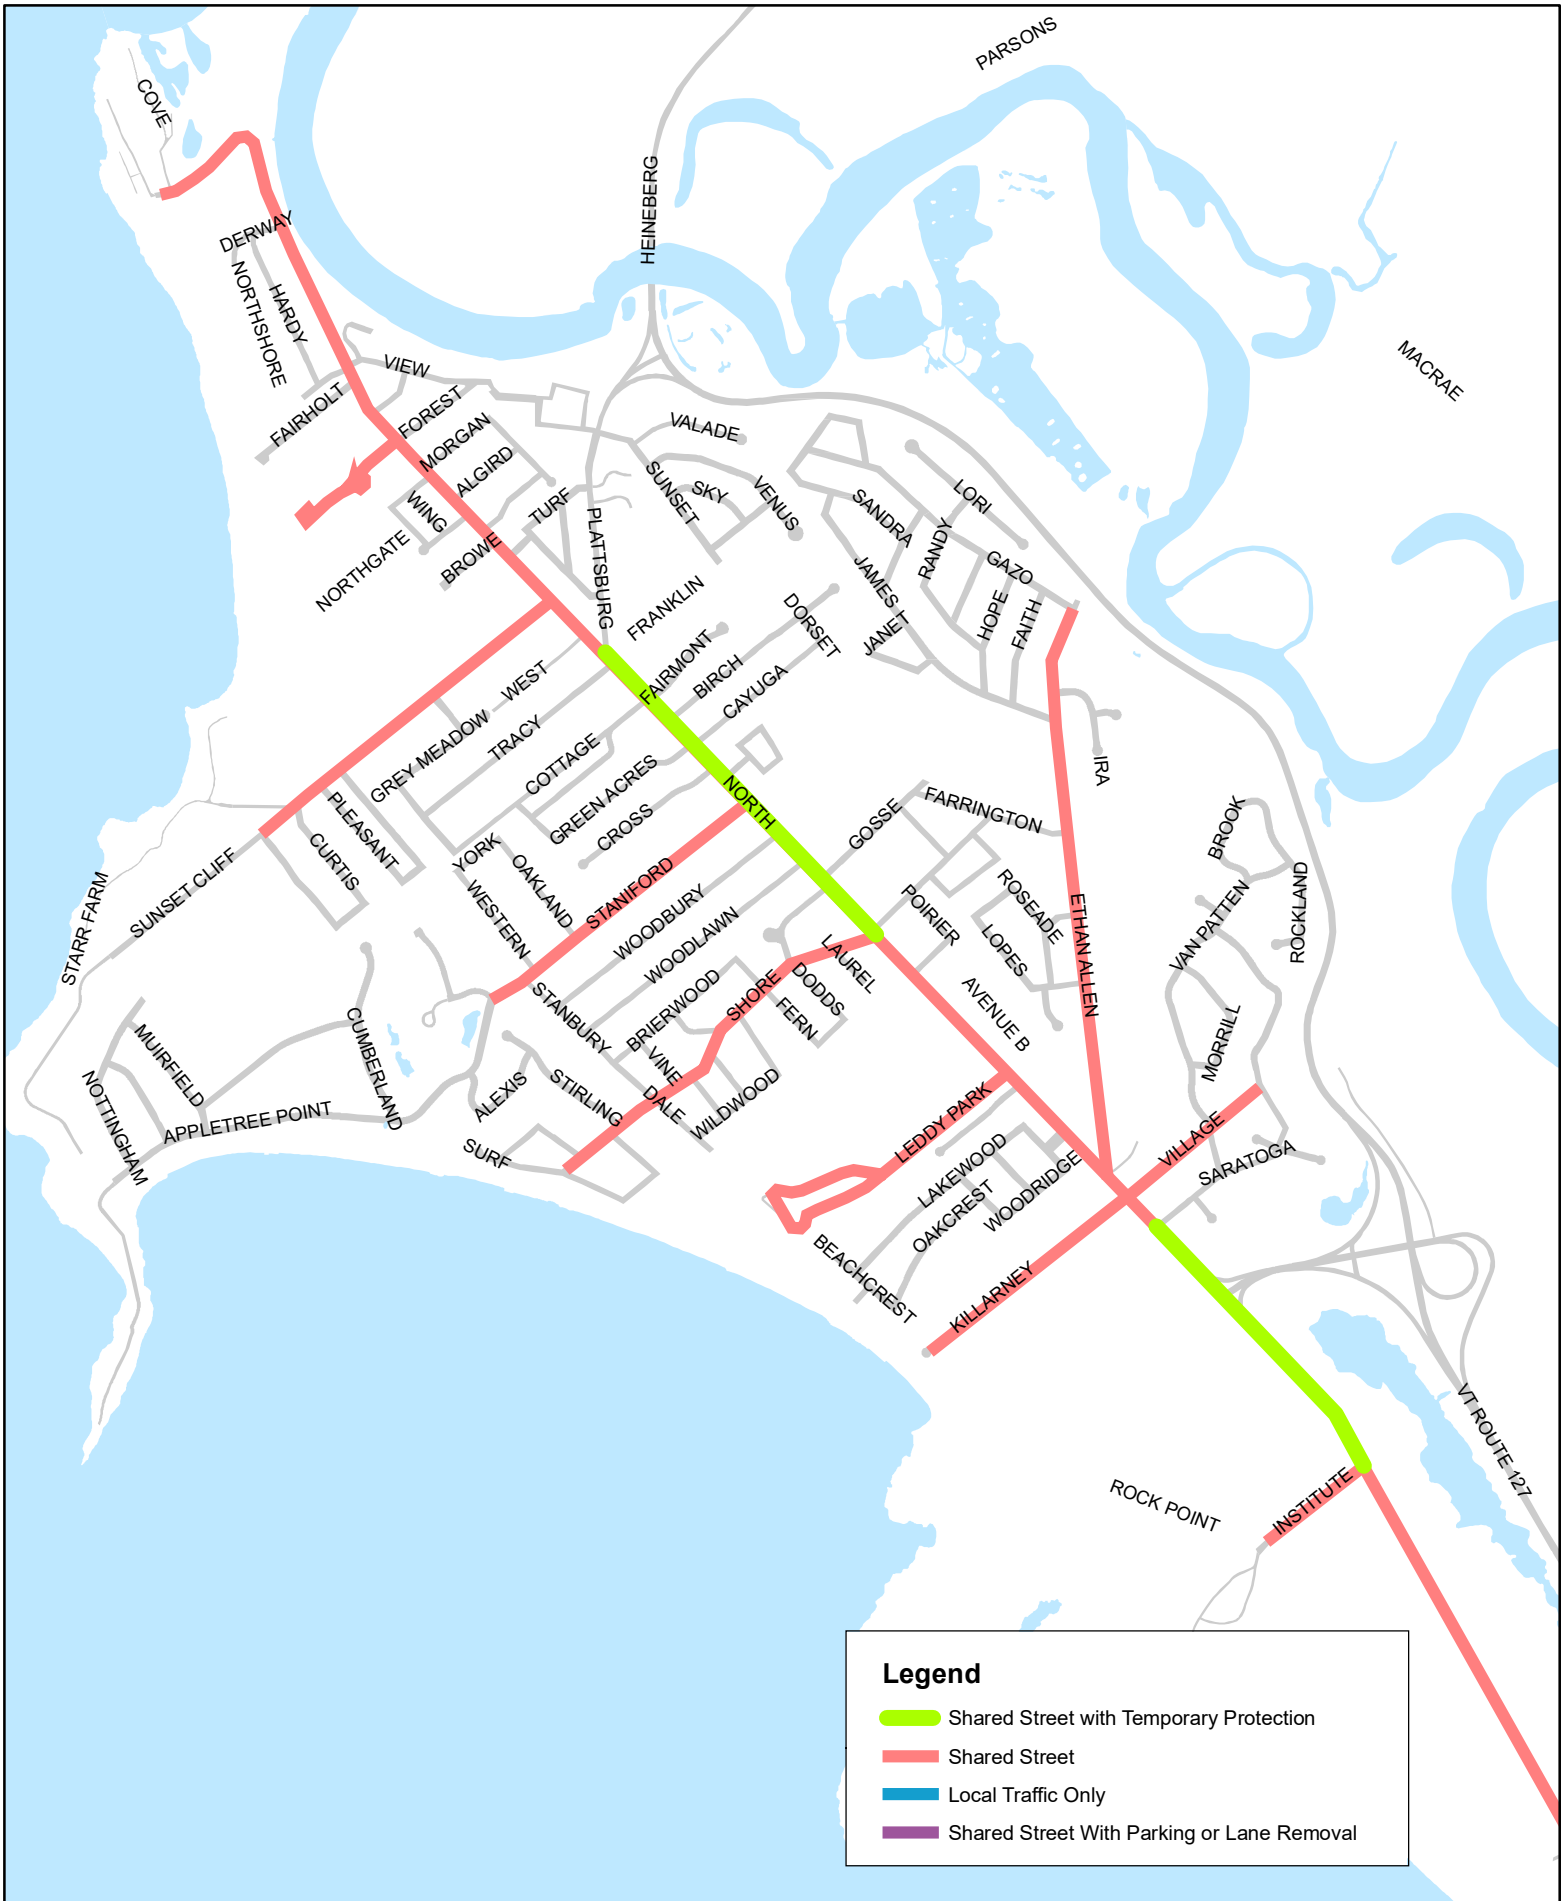 PARSONS
COVE
HEINEBERG
DERWAY
NORTHSHORE
HARDY
MACRAE
VIEW
FAIRHOLT
FOREST
MORGAN
ALGIRD
VALADE
WING
TURF
SUNSET
SKY
VENUS
SANDRA
LORI
NORTHGATE
BROWE
PLATTSBURG
RANDY
GAZO
JAMES
HOPE
FAITH
JANET
FRANKLIN
FAIRMONT
DORSET
BIRCH
CAYUGA
WEST
GREY MEADOW
TRACY
COTTAGE
GREEN ACRES
CROSS
NORTH
IRA
PLEASANT
CURTIS
YORK
OAKLAND
WESTERN
STANIFORD
GOSSE
FARRINGTON
BROOK
SUNSET CLIFF
STARR FARM
WOODBURY
WOODLAWN
POIRIER
ROSEADE
LOPES
ETHAN ALLEN
VAN PATTEN
ROCKLAND
LAUREL
DODDS
SHORE
FERN
BRIERWOOD
STANBURY
VINE
DALE
WILDWOOD
AVENUE B
MORRILL
MUIRFIELD
CUMBERLAND
NOTTINGHAM
APPLETREE POINT
ALEXIS
STIRLING
SURF
LEDDY PARK
VILLAGE
SARATOGA
LAKEWOOD
OAKCREST
WOODRIDGE
BEACHCREST
KILLARNEY
VT ROUTE 127
ROCK POINT
INSTITUTE
Legend
Shared Street with Temporary Protection
Shared Street
Local Traffic Only
Shared Street With Parking or Lane Removal